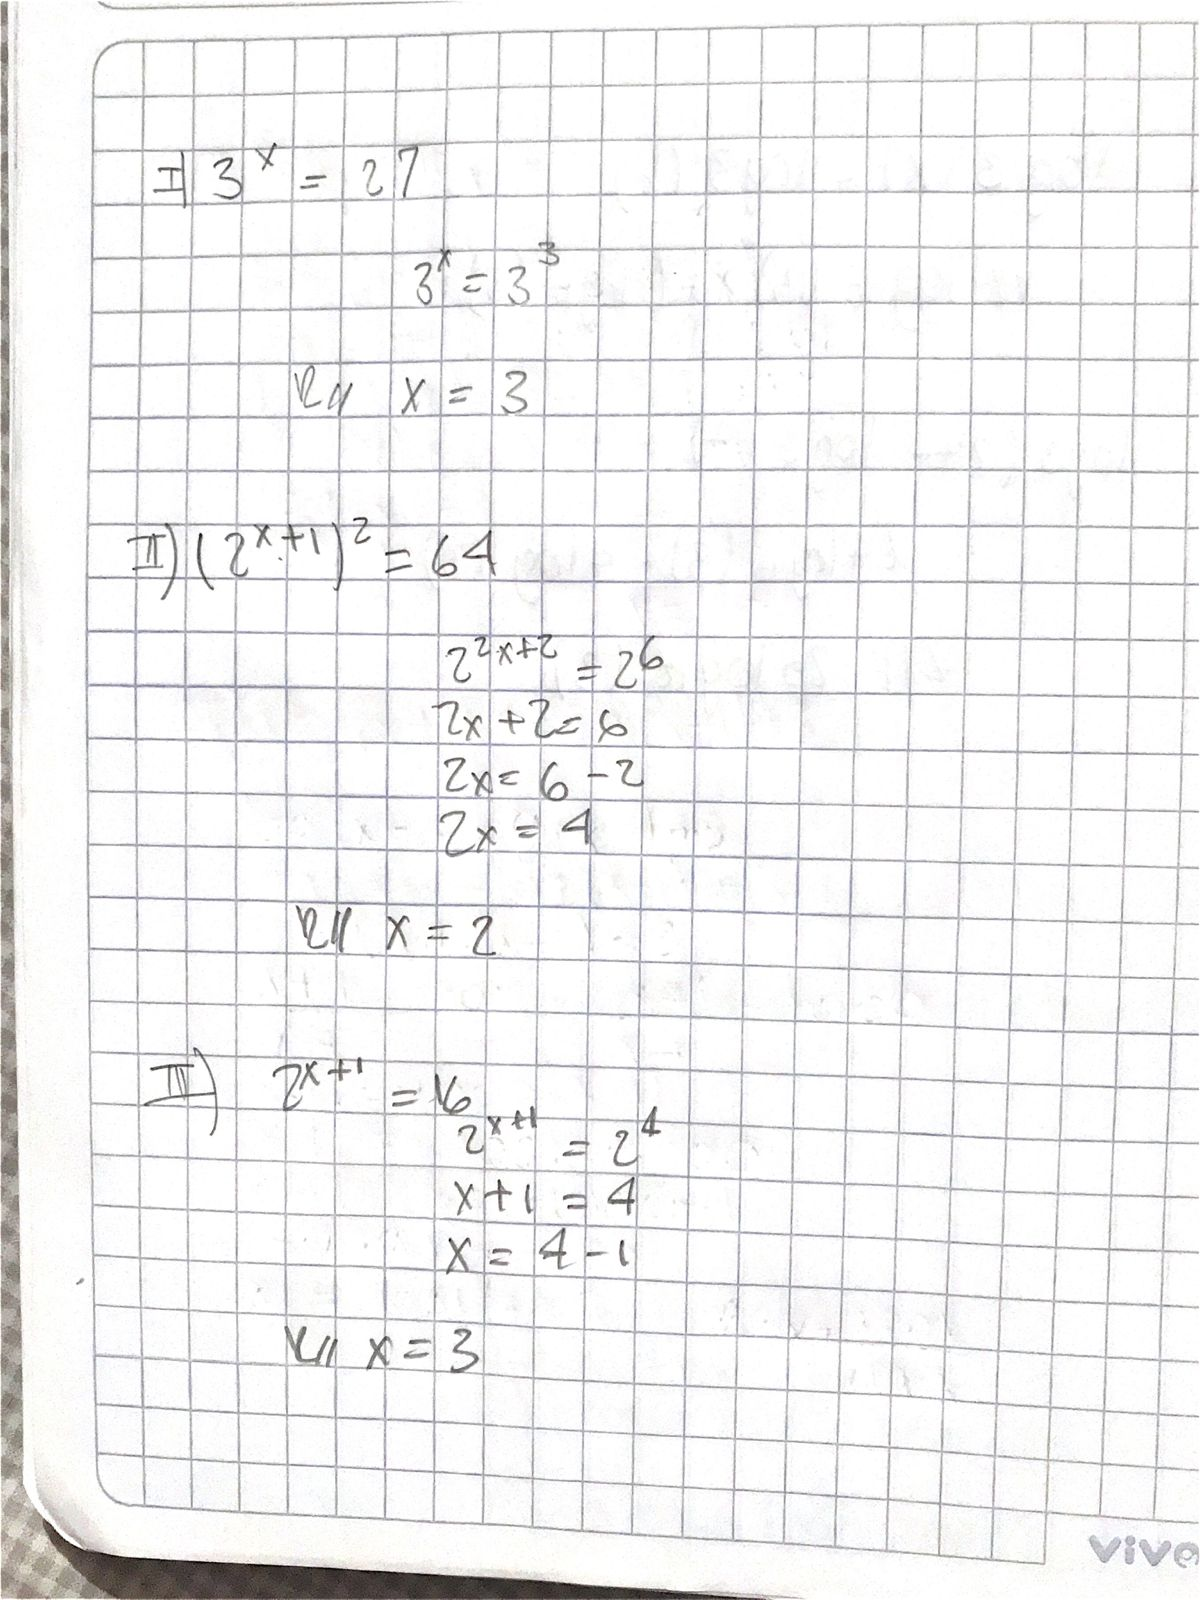 I) 3^x = 27
3^x = 3^3
R// x = 3
II) (2^x+1)^2 = 64
2^2x+2 = 2^6
2x + 2 = 6
2x = 6 - 2
2x = 4
R// x = 2
III) 2^x+1 = 16
2^x+1 = 2^4
x + 1 = 4
x = 4 - 1
R// x = 3